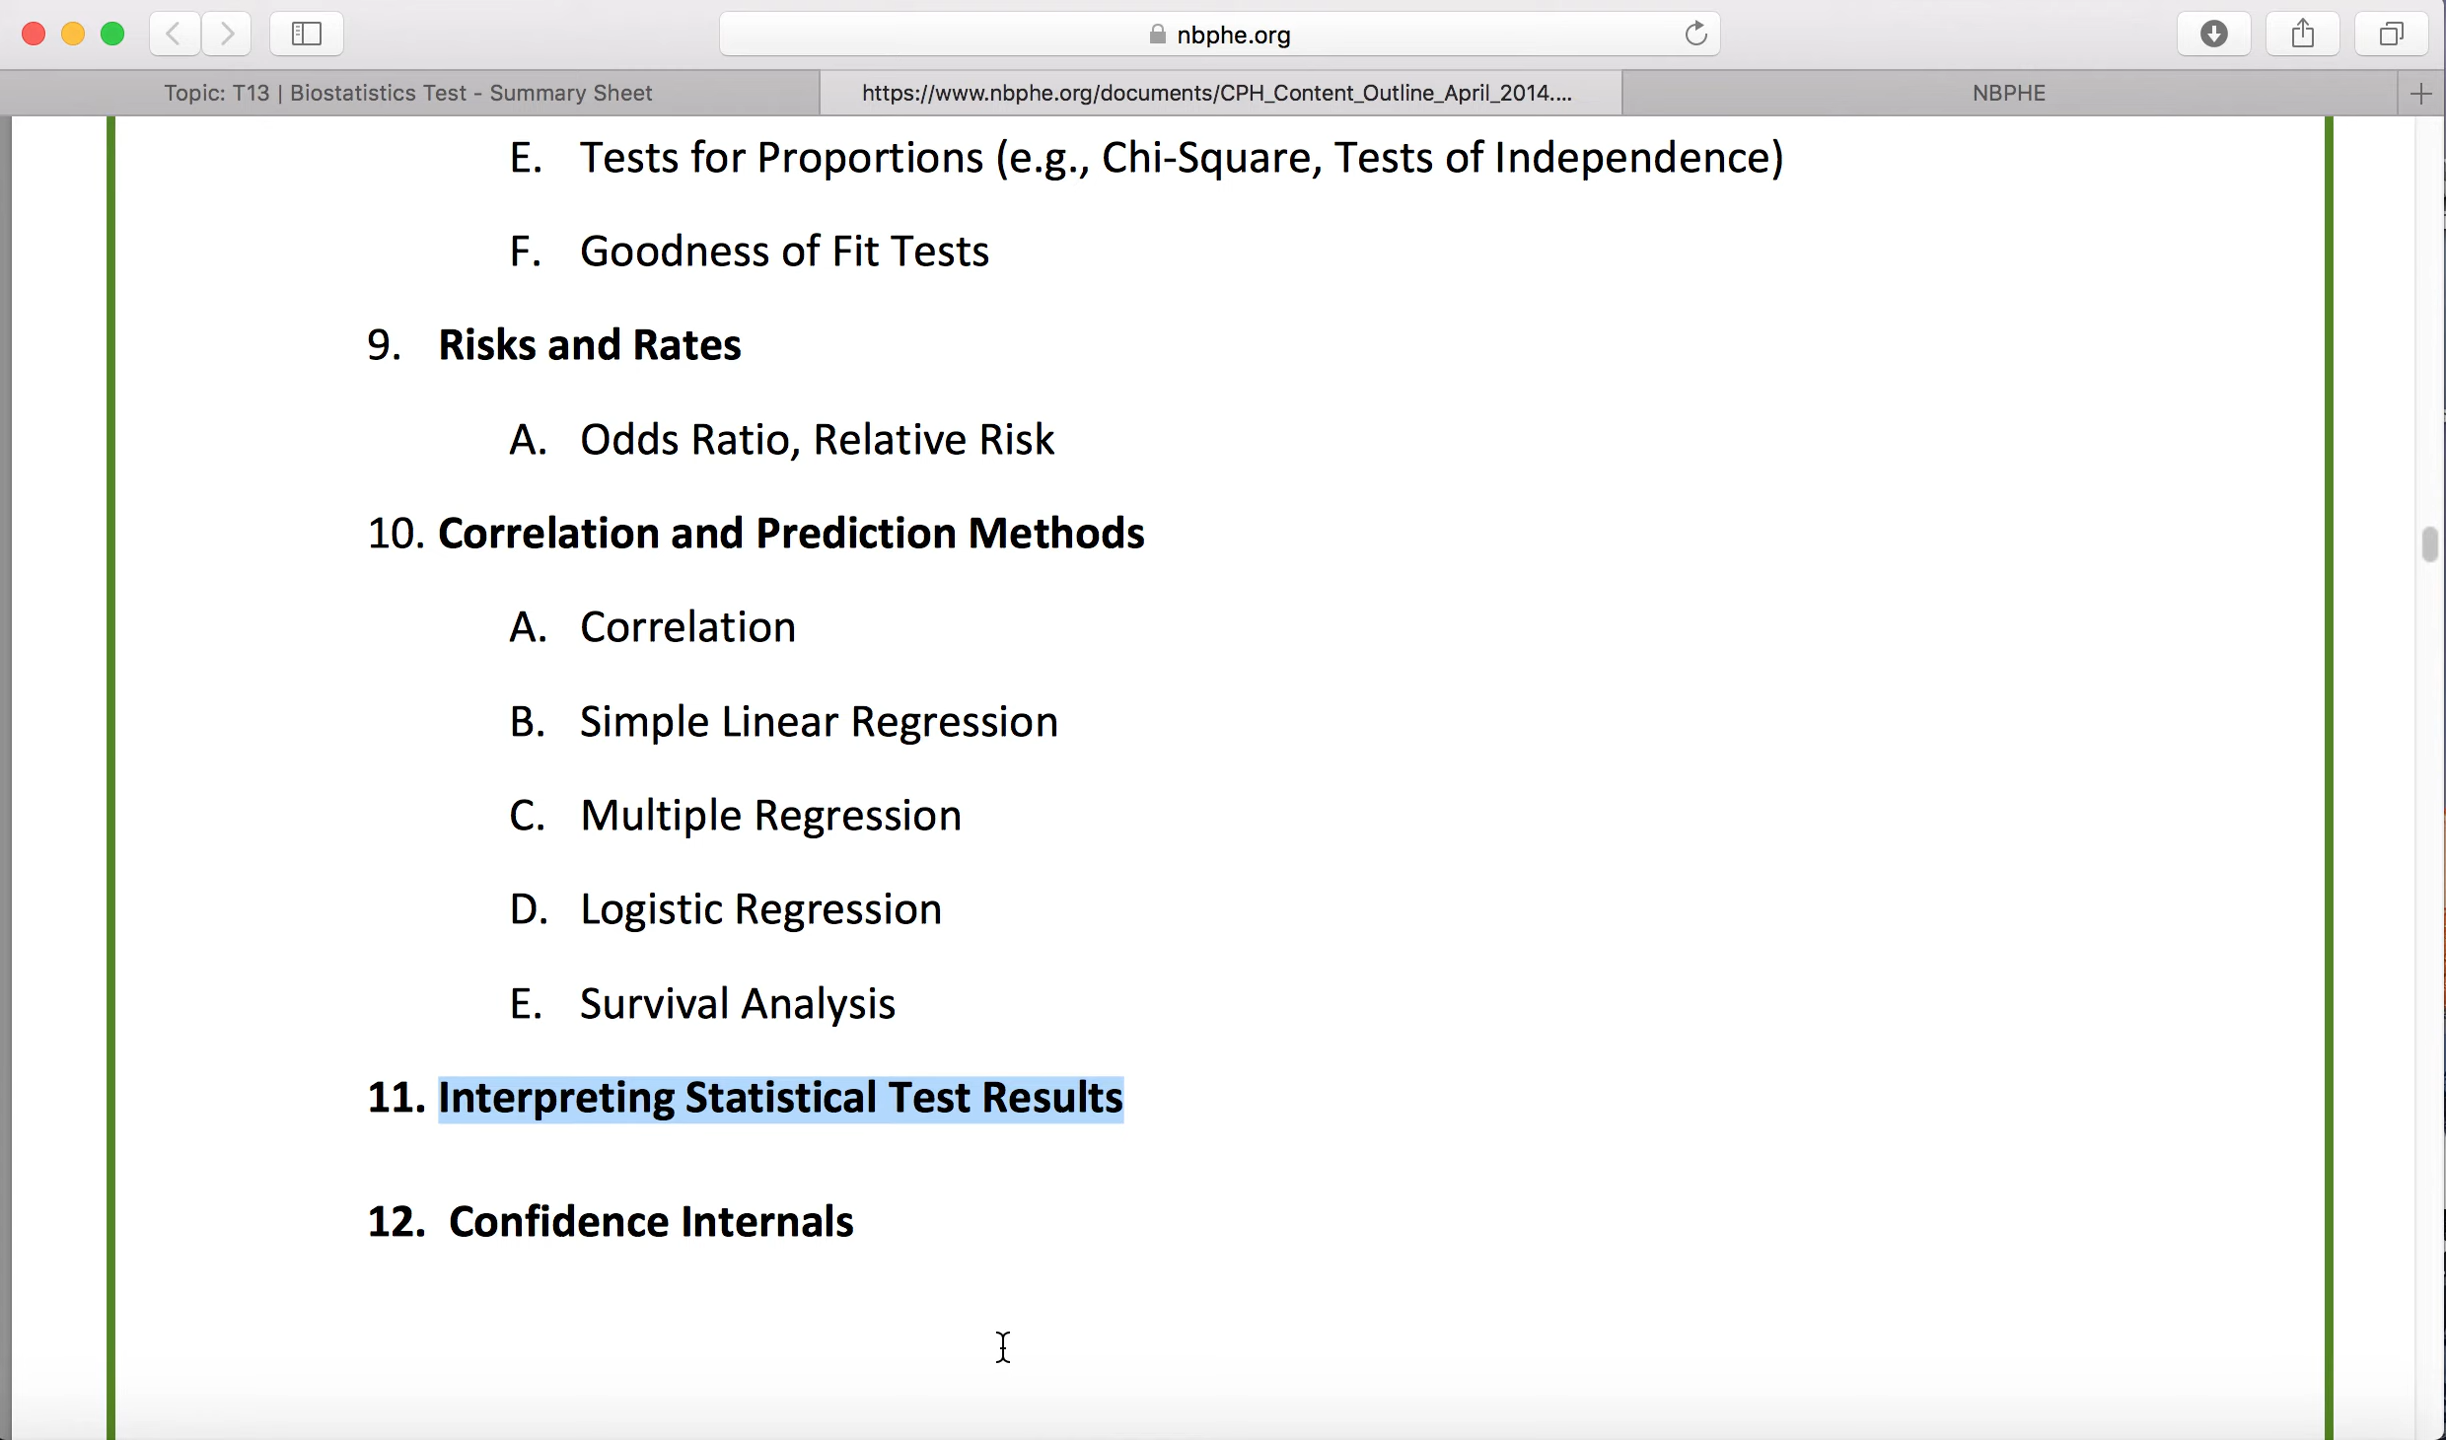 nbphe.org
Topic: T13 | Biostatistics Test - Summary Sheet
https://www.nbphe.org/documents/CPH_Content_Outline_April_2014....
NBPHE
E. Tests for Proportions (e.g., Chi-Square, Tests of Independence)
F. Goodness of Fit Tests
9. Risks and Rates
A. Odds Ratio, Relative Risk
10. Correlation and Prediction Methods
A. Correlation
B. Simple Linear Regression
C. Multiple Regression
D. Logistic Regression
E. Survival Analysis
11. Interpreting Statistical Test Results
12. Confidence Internals